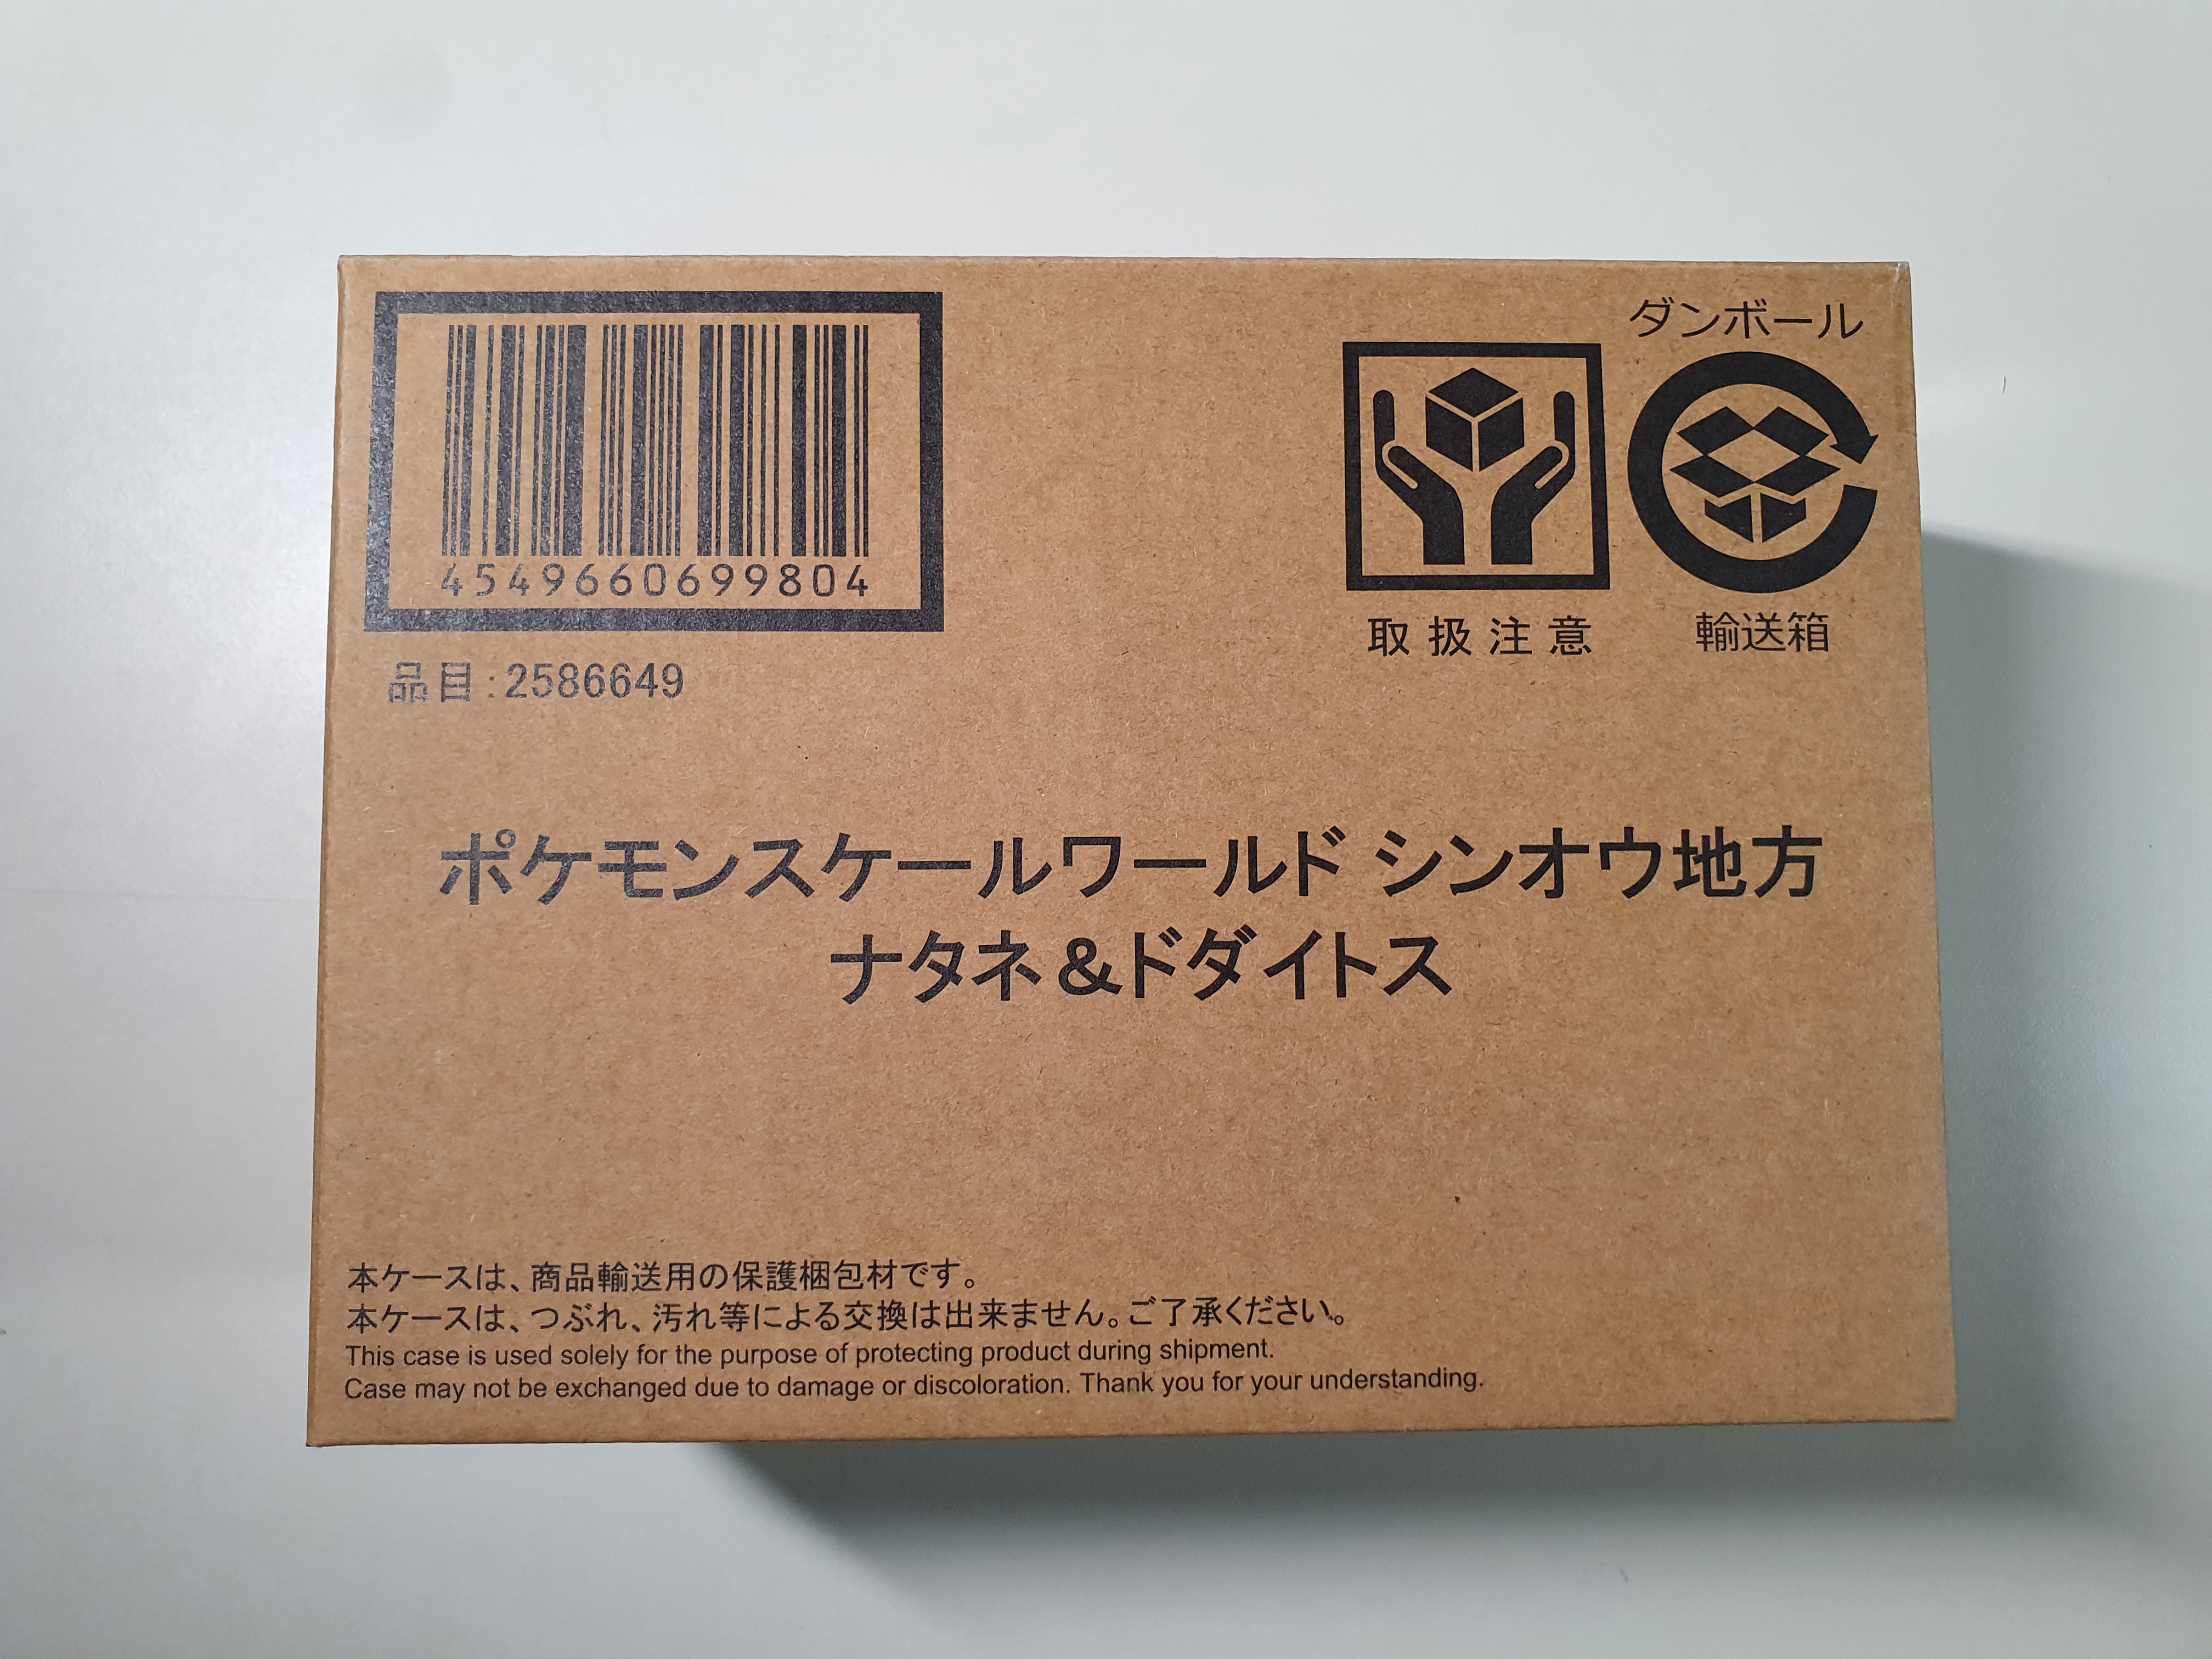 4549660699804
品目:2586649
取扱注意
ダンボール
輸送箱
ポケモンスケールワールド シンオウ地方
ナタネ&ドダイトス
本ケースは、商品輸送用の保護梱包材です。
本ケースは、つぶれ、汚れ等による交換は出来ません。ご了承ください。
This case is used solely for the purpose of protecting product during shipment.
Case may not be exchanged due to damage or discoloration. Thank you for your understanding.